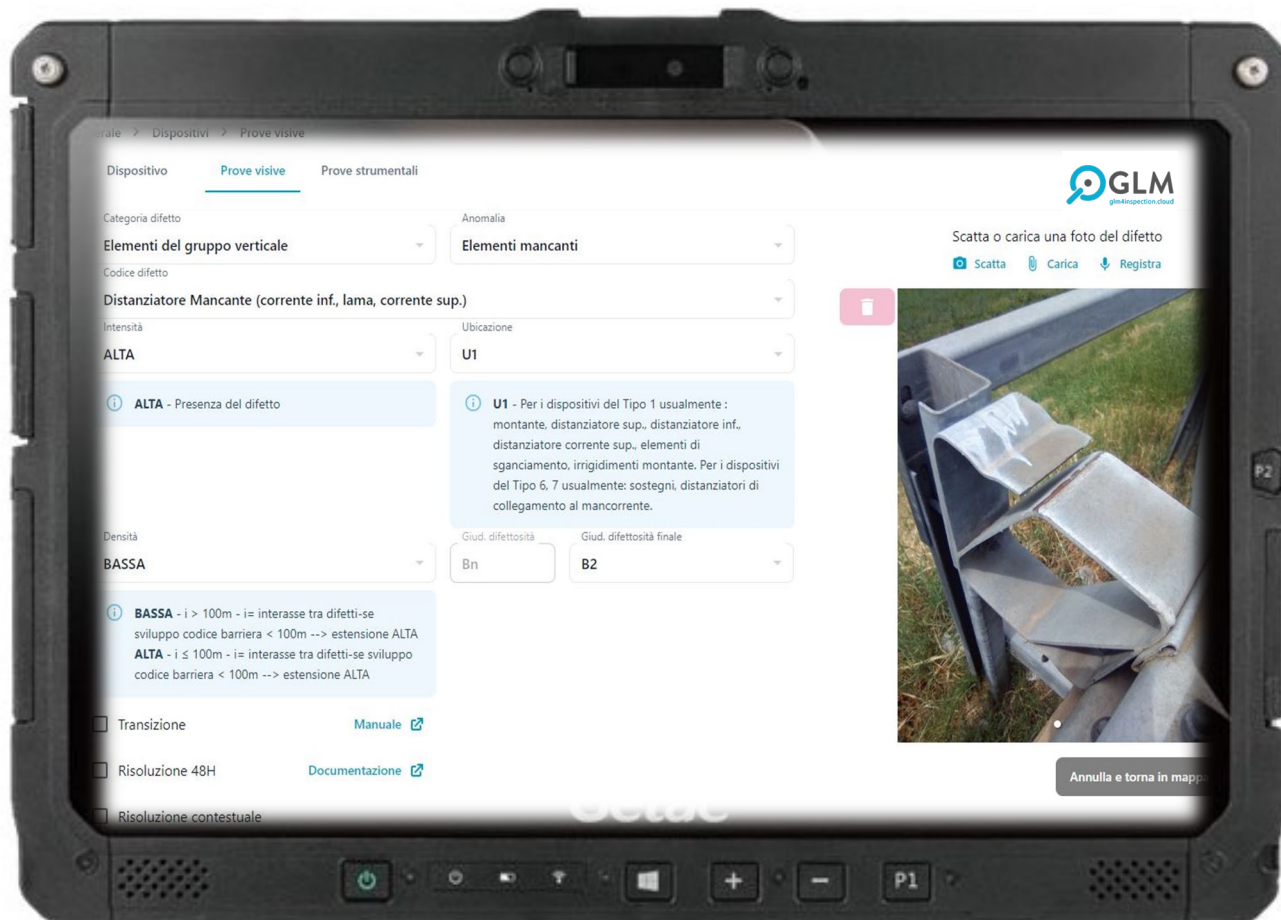 erale > Dispositivi > Prove visive
Dispositivo Prove visive Prove strumentali
GLM
glm4inspection.cloud
Categoria difetto
Elementi del gruppo verticale
Anomalia
Elementi mancanti
Scatta o carica una foto del difetto
Scatta Carica Registra
Codice difetto
Distanziatore Mancante (corrente inf., lama, corrente sup.)
Intensità
ALTA
Ubicazione
U1
ALTA - Presenza del difetto
U1 - Per i dispositivi del Tipo 1 usualmente :
montante, distanziatore sup., distanziatore inf.,
distanziatore corrente sup., elementi di
sganciamento, irrigidimenti montante. Per i dispositivi
del Tipo 6, 7 usualmente: sostegni, distanziatori di
collegamento al mancorrente.
Densità
BASSA
Giud. difettosità
Bn
Giud. difettosità finale
B2
BASSA - i > 100m - i= interasse tra difetti-se
sviluppo codice barriera < 100m --> estensione ALTA
ALTA - i ≤ 100m - i= interasse tra difetti-se sviluppo
codice barriera < 100m --> estensione ALTA
Transizione Manuale
Risoluzione 48H Documentazione
Risoluzione contestuale
Annulla e torna in mappa
Getac
P2
+ - P1